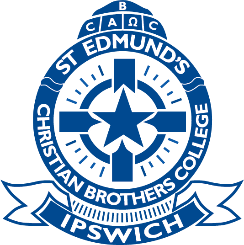 B
C A Ω C
ST EDMUND'S
CHRISTIAN BROTHERS COLLEGE
IPSWICH